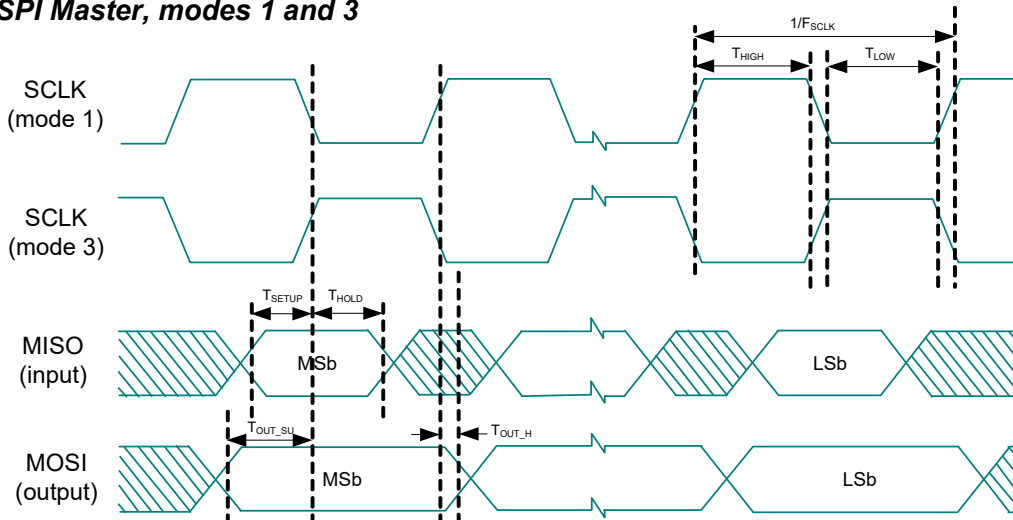 SPI Master, modes 1 and 3
1/FSCLK
THIGH
TLOW
SCLK
(mode 1)
SCLK
(mode 3)
TSETUP
THOLD
MISO
(input)
MSb
LSb
TOUT_SU
TOUT_H
MOSI
(output)
MSb
LSb